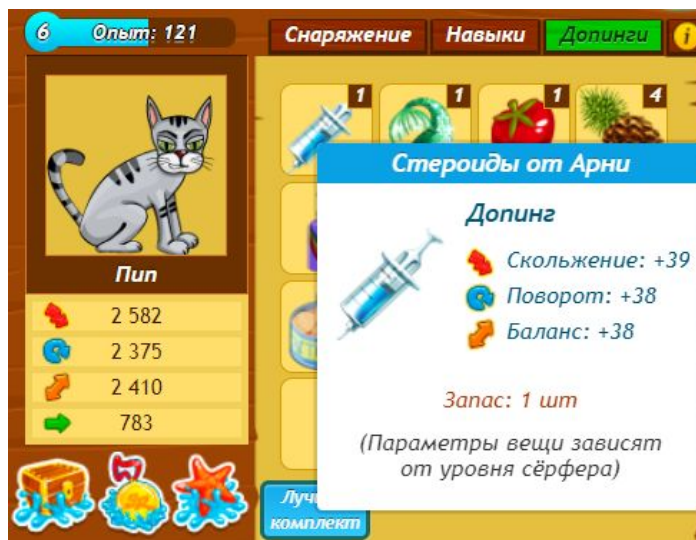 6 Опыт: 121
Снаряжение Навыки Допинги i
1 1 1 4
Стероиды от Арни
Допинг
Скольжение: +39
Поворот: +38
Баланс: +38
Запас: 1 шт
(Параметры вещи зависят
от уровня сёрфера)
Пип
2 582
2 375
2 410
783
комплект